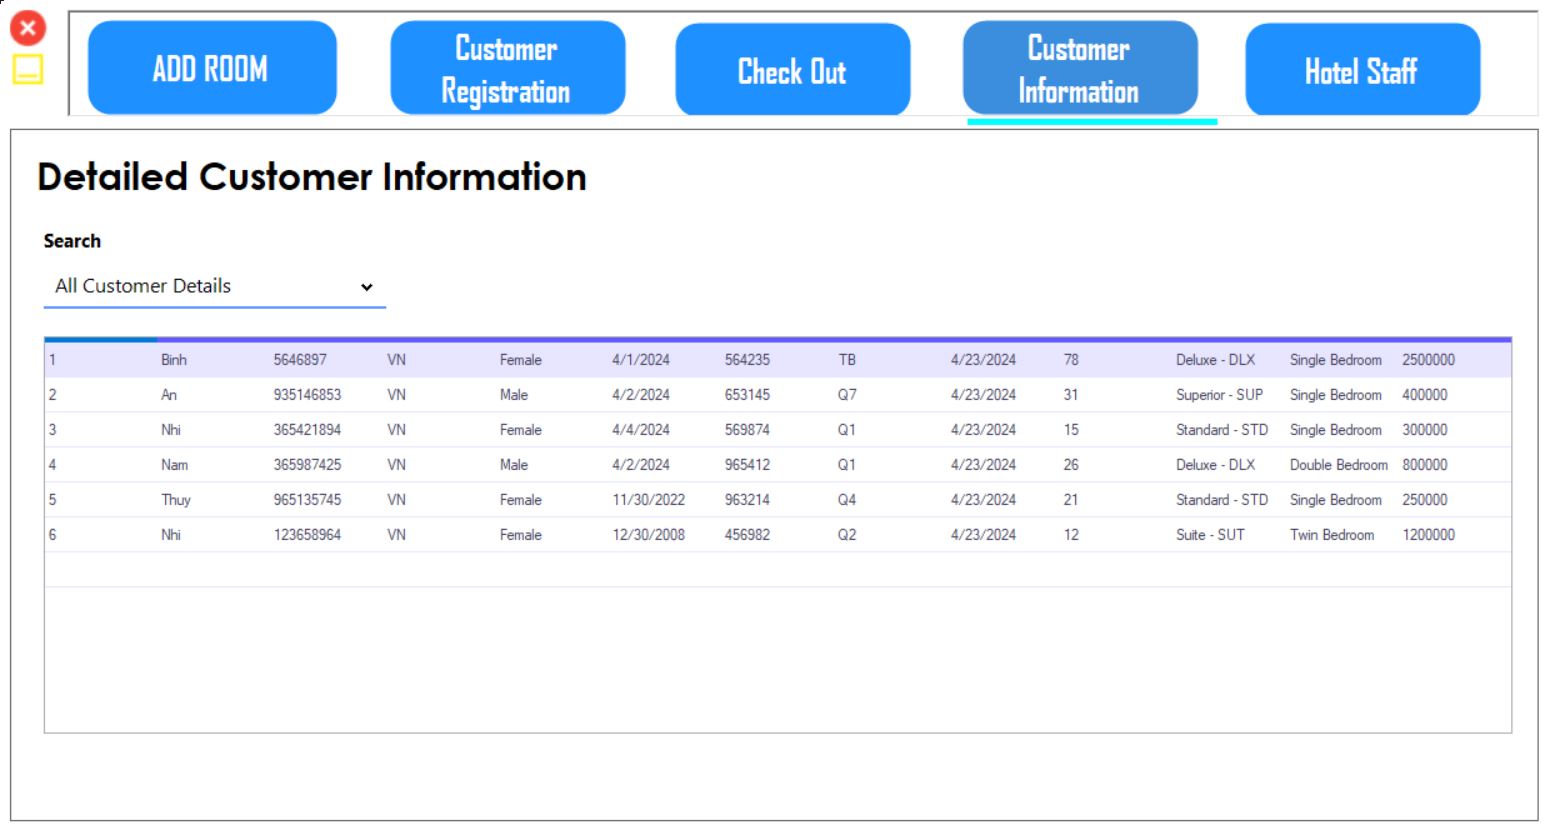 ADD ROOM
Customer
Registration
Check Out
Customer
Information
Hotel Staff
Detailed Customer Information
Search
All Customer Details
1 Binh 5646897 VN Female 4/1/2024 564235 TB 4/23/2024 78 Deluxe - DLX Single Bedroom 2500000
2 An 935146853 VN Male 4/2/2024 653145 Q7 4/23/2024 31 Superior - SUP Single Bedroom 400000
3 Nhi 365421894 VN Female 4/4/2024 569874 Q1 4/23/2024 15 Standard - STD Single Bedroom 300000
4 Nam 365987425 VN Male 4/2/2024 965412 Q1 4/23/2024 26 Deluxe - DLX Double Bedroom 800000
5 Thuy 965135745 VN Female 11/30/2022 963214 Q4 4/23/2024 21 Standard - STD Single Bedroom 250000
6 Nhi 123658964 VN Female 12/30/2008 456982 Q2 4/23/2024 12 Suite - SUT Twin Bedroom 1200000